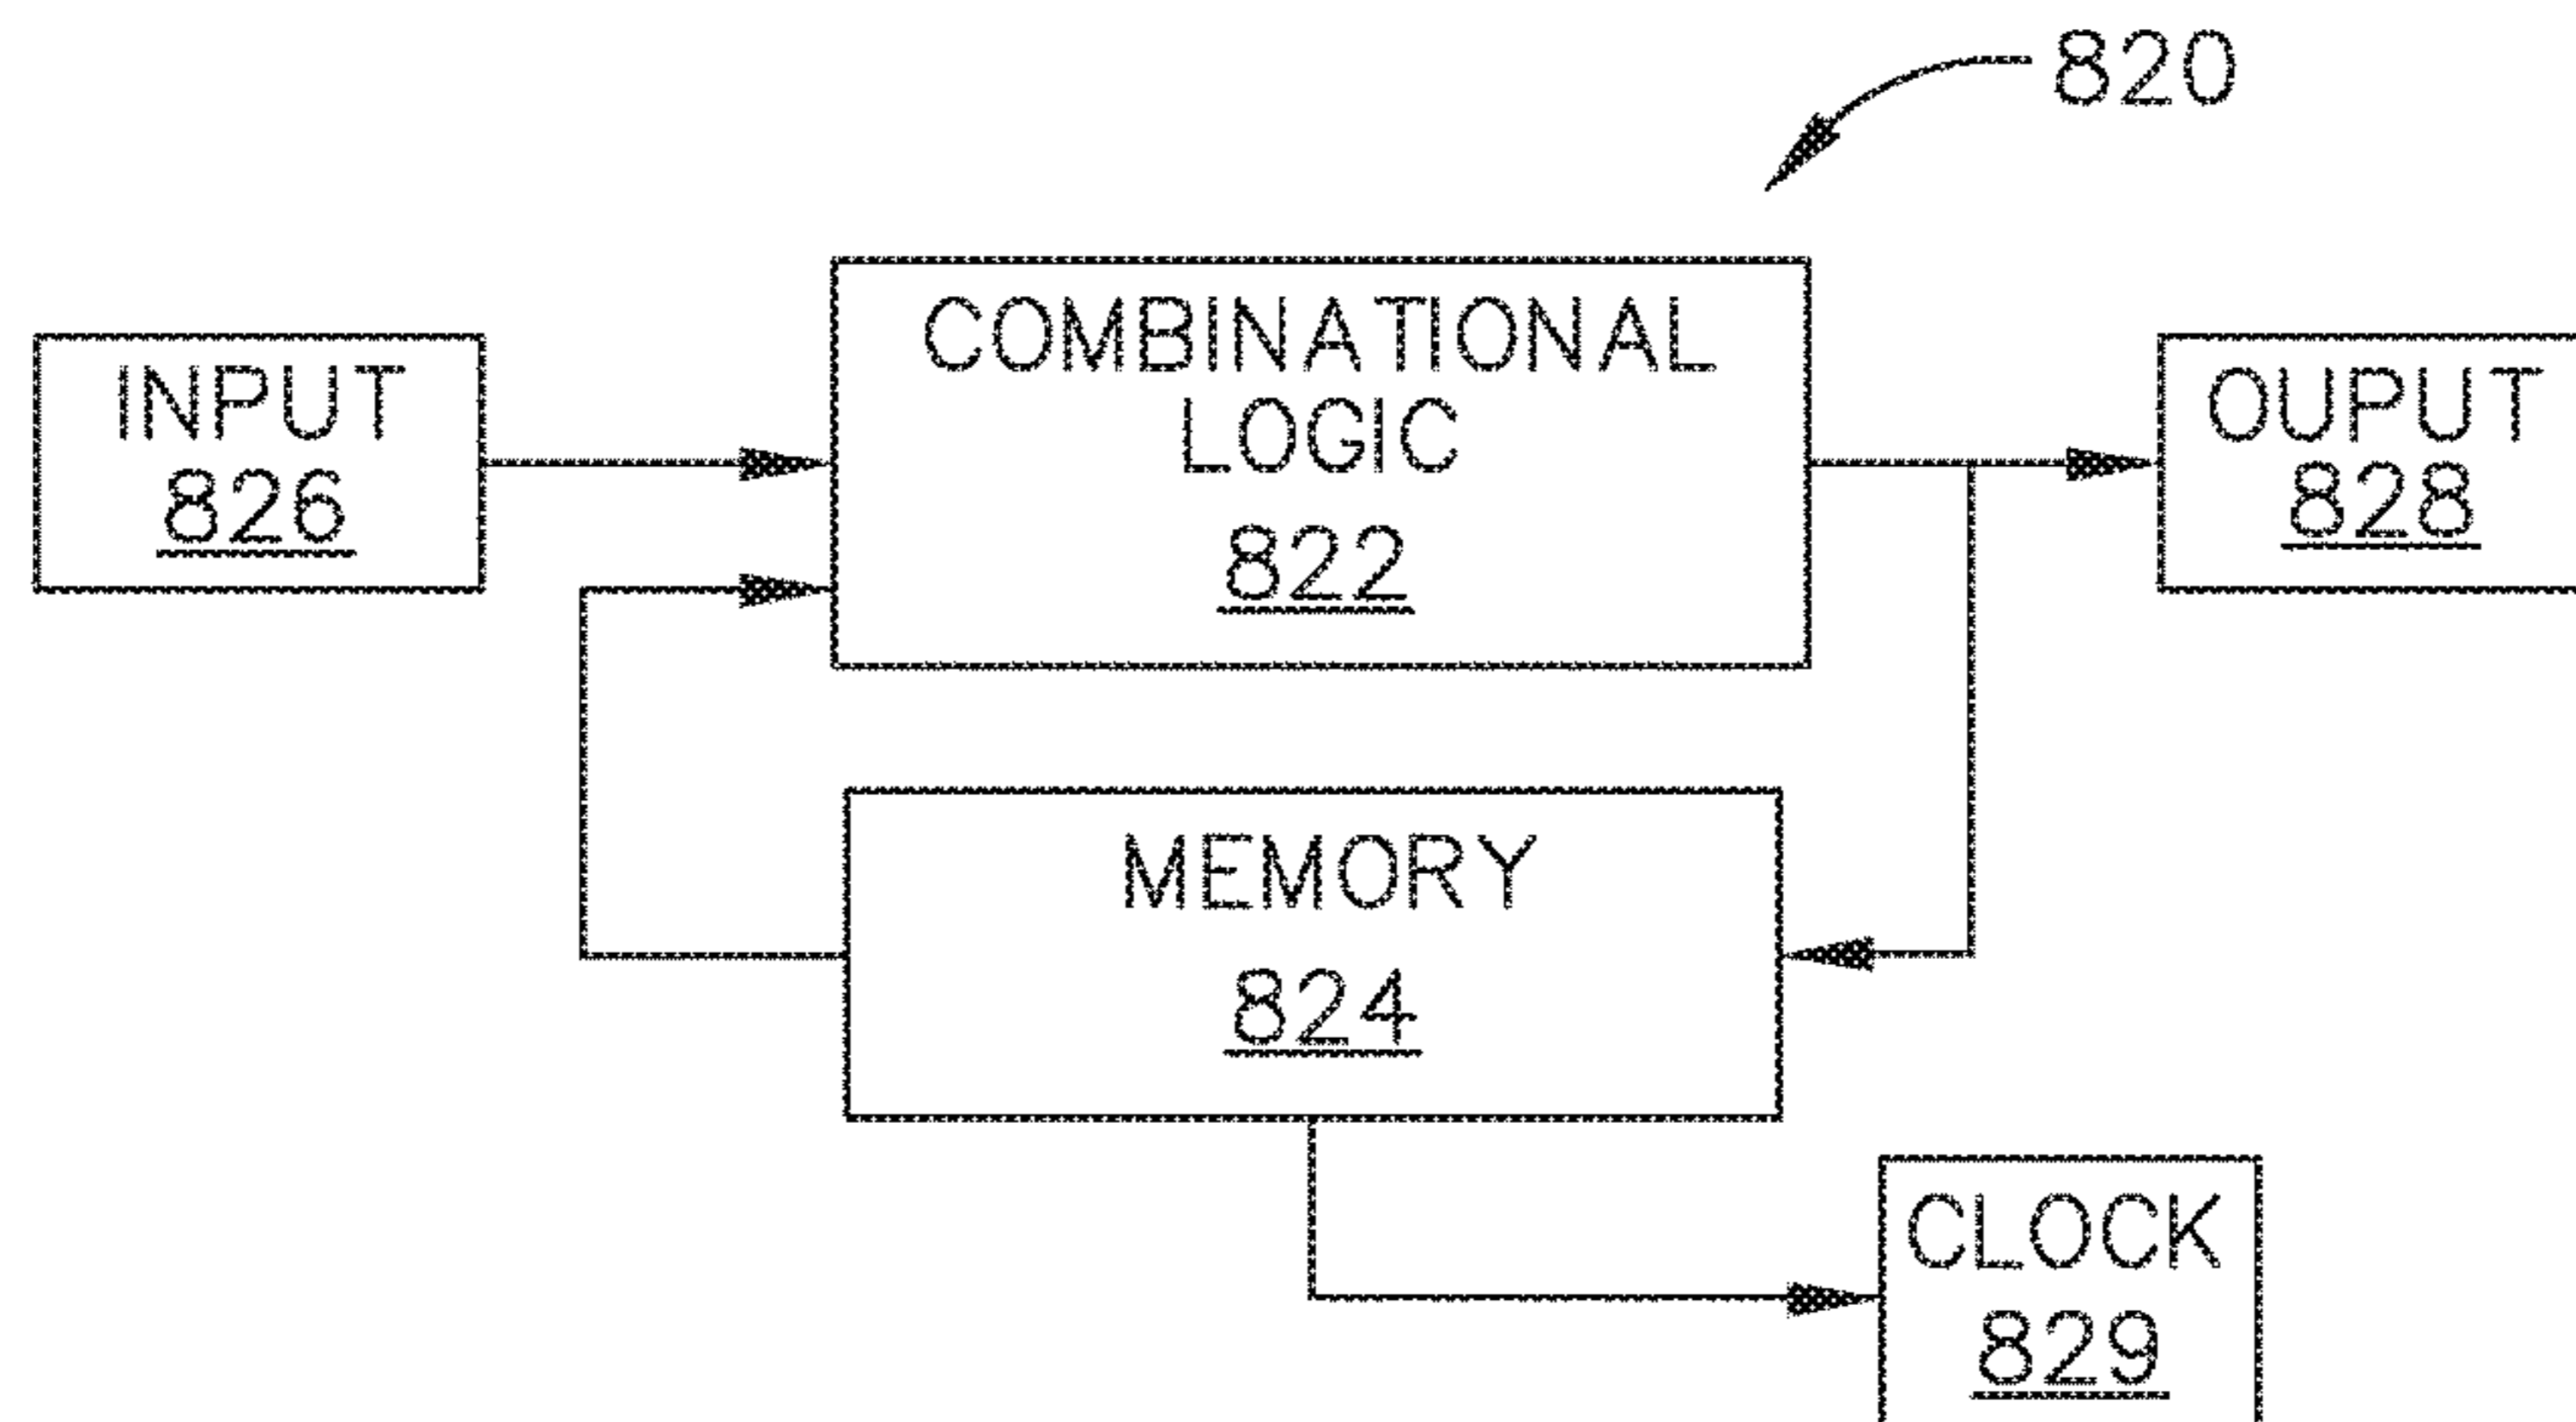 820
COMBINATIONAL
LOGIC
822
INPUT
826
OUPUT
828
MEMORY
824
CLOCK
829